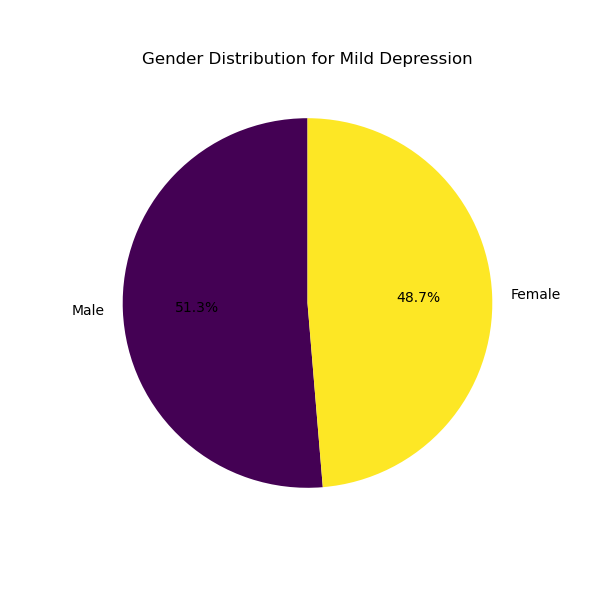 Gender Distribution for Mild Depression
Male
51.3%
48.7%
Female